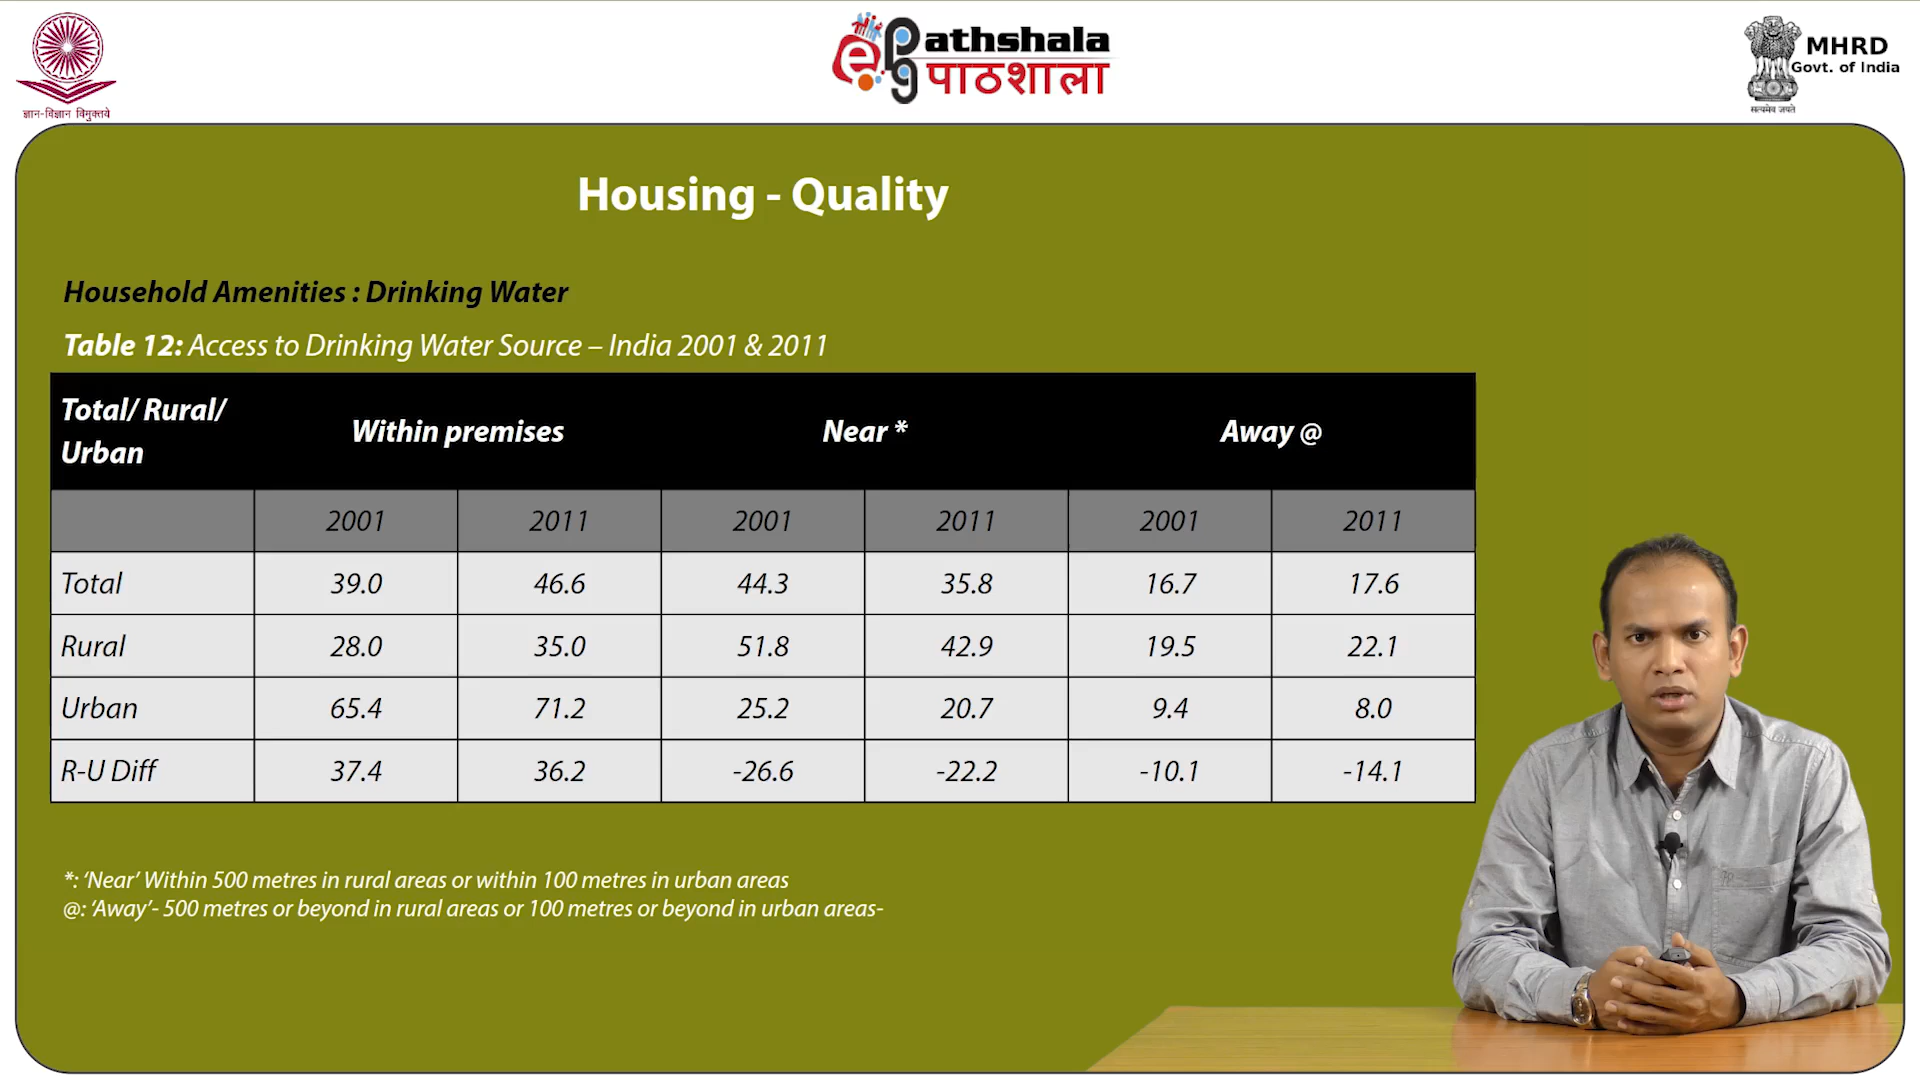 ज्ञान-विज्ञान विमुक्तये
ePGPathshala
पाठशाला
MHRD
Govt. of India
सत्यमेव जयते
Housing - Quality
Household Amenities : Drinking Water
Table 12: Access to Drinking Water Source – India 2001 & 2011
Total/ Rural/ Urban Within premises Near * Away @
2001 2011 2001 2011 2001 2011
Total 39.0 46.6 44.3 35.8 16.7 17.6
Rural 28.0 35.0 51.8 42.9 19.5 22.1
Urban 65.4 71.2 25.2 20.7 9.4 8.0
R-U Diff 37.4 36.2 -26.6 -22.2 -10.1 -14.1
*: ‘Near’ Within 500 metres in rural areas or within 100 metres in urban areas
@: ‘Away’- 500 metres or beyond in rural areas or 100 metres or beyond in urban areas-